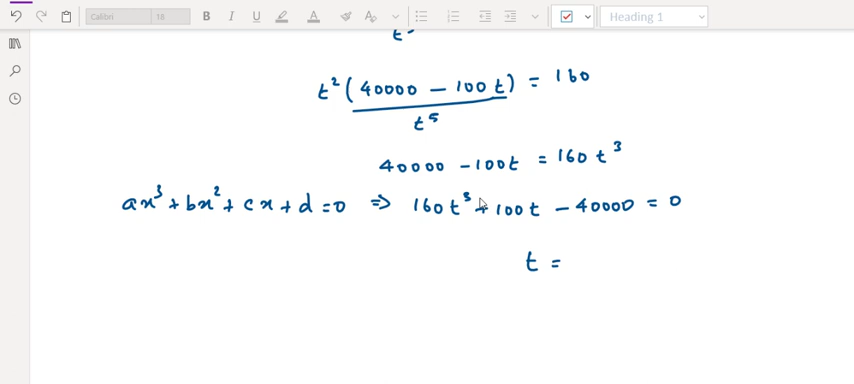 Calibri 18 B I U A Heading 1
t²(40000 − 100t) / t⁵ = 160
40000 − 100t = 160t³
ax³ + bx² + cx + d = 0 ⇒ 160t³ + 100t − 40000 = 0
t =